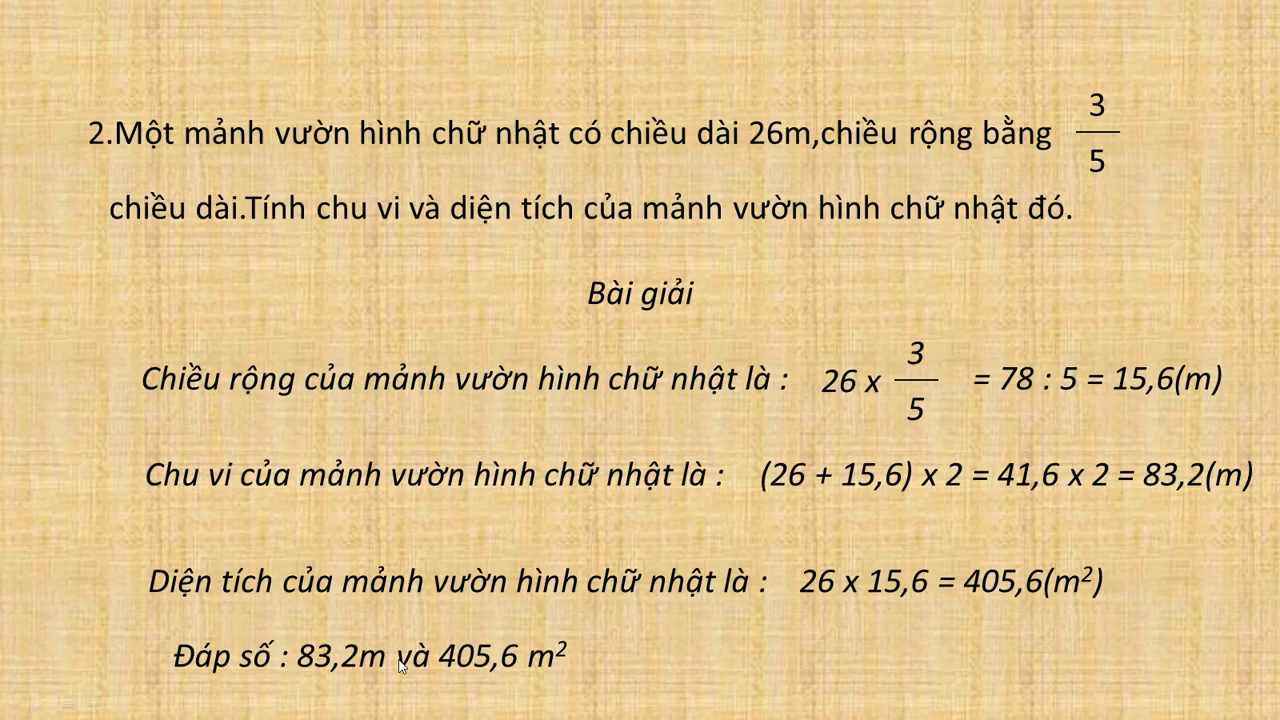 2.Một mảnh vườn hình chữ nhật có chiều dài 26m,chiều rộng bằng 3/5
chiều dài.Tính chu vi và diện tích của mảnh vườn hình chữ nhật đó.
Bài giải
Chiều rộng của mảnh vườn hình chữ nhật là : 26 x 3/5 = 78 : 5 = 15,6(m)
Chu vi của mảnh vườn hình chữ nhật là : (26 + 15,6) x 2 = 41,6 x 2 = 83,2(m)
Diện tích của mảnh vườn hình chữ nhật là : 26 x 15,6 = 405,6(m²)
Đáp số : 83,2m và 405,6 m²